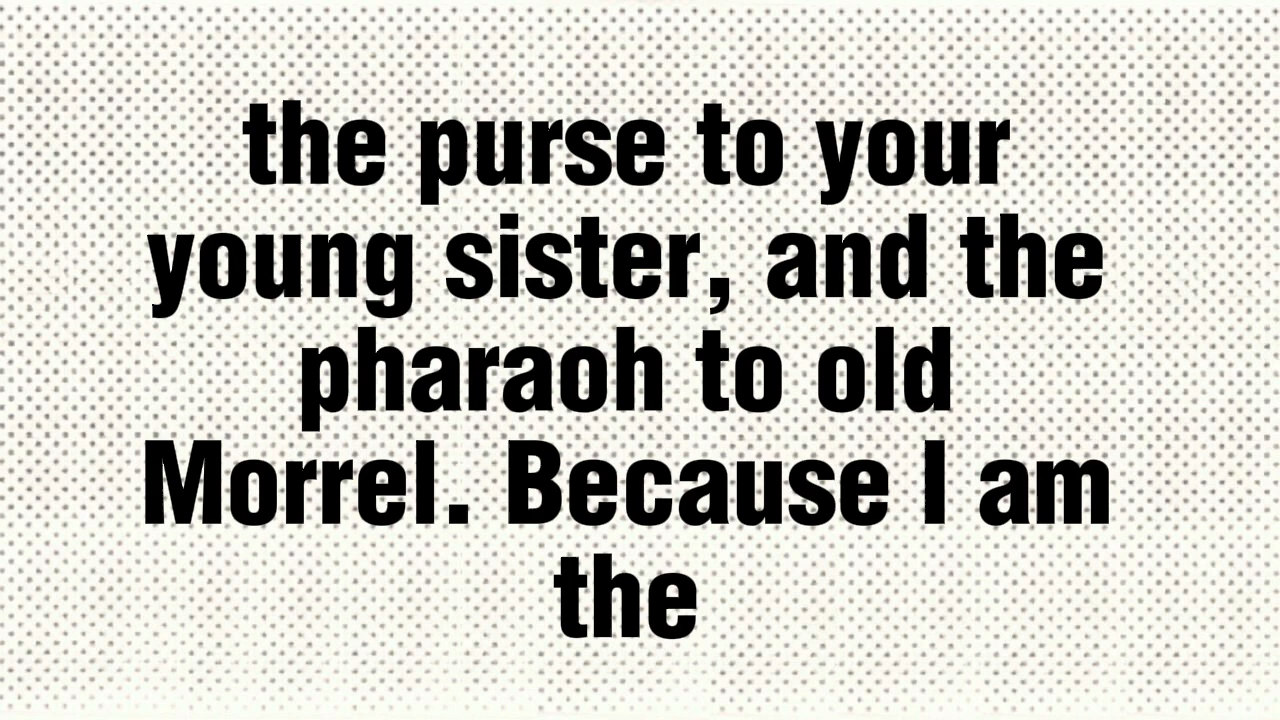 the purse to your
young sister, and the
pharaoh to old
Morrel. Because I am
the